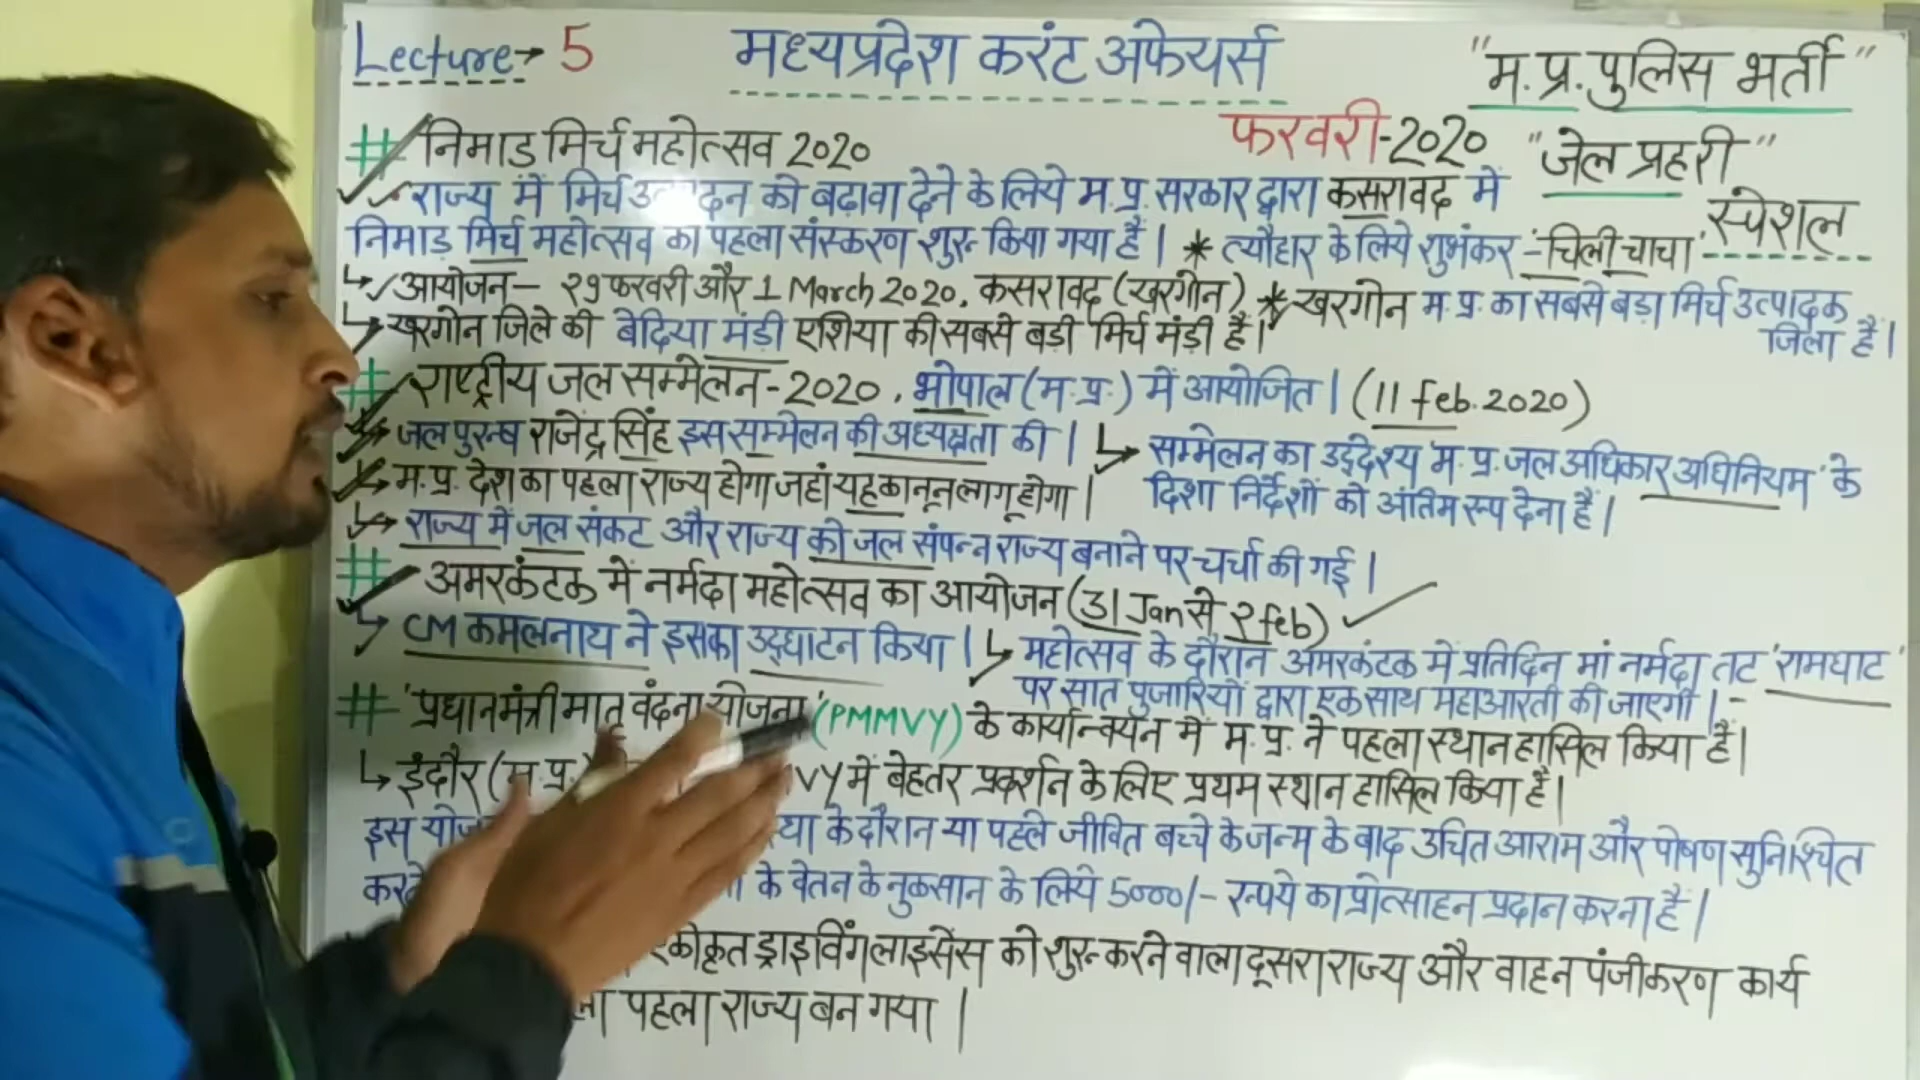 Lecture→ 5
मध्यप्रदेश करंट अफेयर्स
"म.प्र.पुलिस भर्ती"
फरवरी-2020
"जेल प्रहरी"
स्पेशल
# निमाड़ मिर्च महोत्सव 2020
राज्य में मिर्च दन को बढ़ावा देने के लिये म.प्र.सरकार द्वारा कसरावद में
निमाड़ मिर्च महोत्सव का पहला संस्करण शुरू किया गया है। * त्यौहार के लिये शुभंकर :- चिली चाचा
↳ आयोजन — २९ फरवरी और 1 March 2020, कसरावद (खरगोन) * खरगोन म.प्र. का सबसे बड़ा मिर्च उत्पादक
जिला है।
↳ खरगोन जिले की बेदिया मंडी एशिया की सबसे बड़ी मिर्च मंड़ी है।
# राष्ट्रीय जल सम्मेलन-2020, भोपाल (म.प्र.) में आयोजित। (11 feb.2020)
↳ जल पुरुष राजेंद्र सिंह इस सम्मेलन की अध्यक्षता की।
↳ सम्मेलन का उद्देश्य 'म.प्र.जल अधिकार अधिनियम' के
दिशा निर्देशों को अंतिम रूप देना हैं।
↳ म.प्र. देश का पहला राज्य होगा जहां यह कानून लागू होगा।
↳ राज्य में जल संकट और राज्य को जल संपन्न राज्य बनाने पर चर्चा की गई।
# अमरकंटक में नर्मदा महोत्सव का आयोजन (31 Jan से २ feb)
↳ CM कमलनाथ ने इसका उद्घाटन किया।
↳ महोत्सव के दौरान अमरकंटक में प्रतिदिन मां नर्मदा तट 'रामघाट'
पर सात पुजारियों द्वारा एक साथ महाआरती की जाएगी।
# 'प्रधानमंत्री मातृ वंदना योजना' (PMMVY) के कार्यान्वयन में म.प्र. ने पहला स्थान हासिल किया है।
↳ इंदौर (म.प्र.) VY में बेहतर प्रदर्शन के लिए प्रथम स्थान हासिल किया है।
इस के दौरान या पहले जीवित बच्चे के जन्म के बाद उचित आराम और पोषण सुनिश्चित
के वेतन के नुकसान के लिये 5000/- रूपये का प्रोत्साहन प्रदान करना है।
एकीकृत ड्राइविंग लाइसेंस को शुरू करने वाला दूसरा राज्य और वाहन पंजीकरण कार्य
पहला राज्य बन गया।